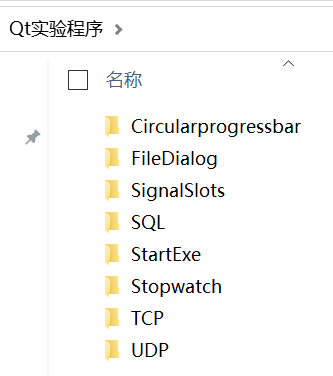 Qt实验程序
名称
Circularprogressbar
FileDialog
SignalSlots
SQL
StartExe
Stopwatch
TCP
UDP